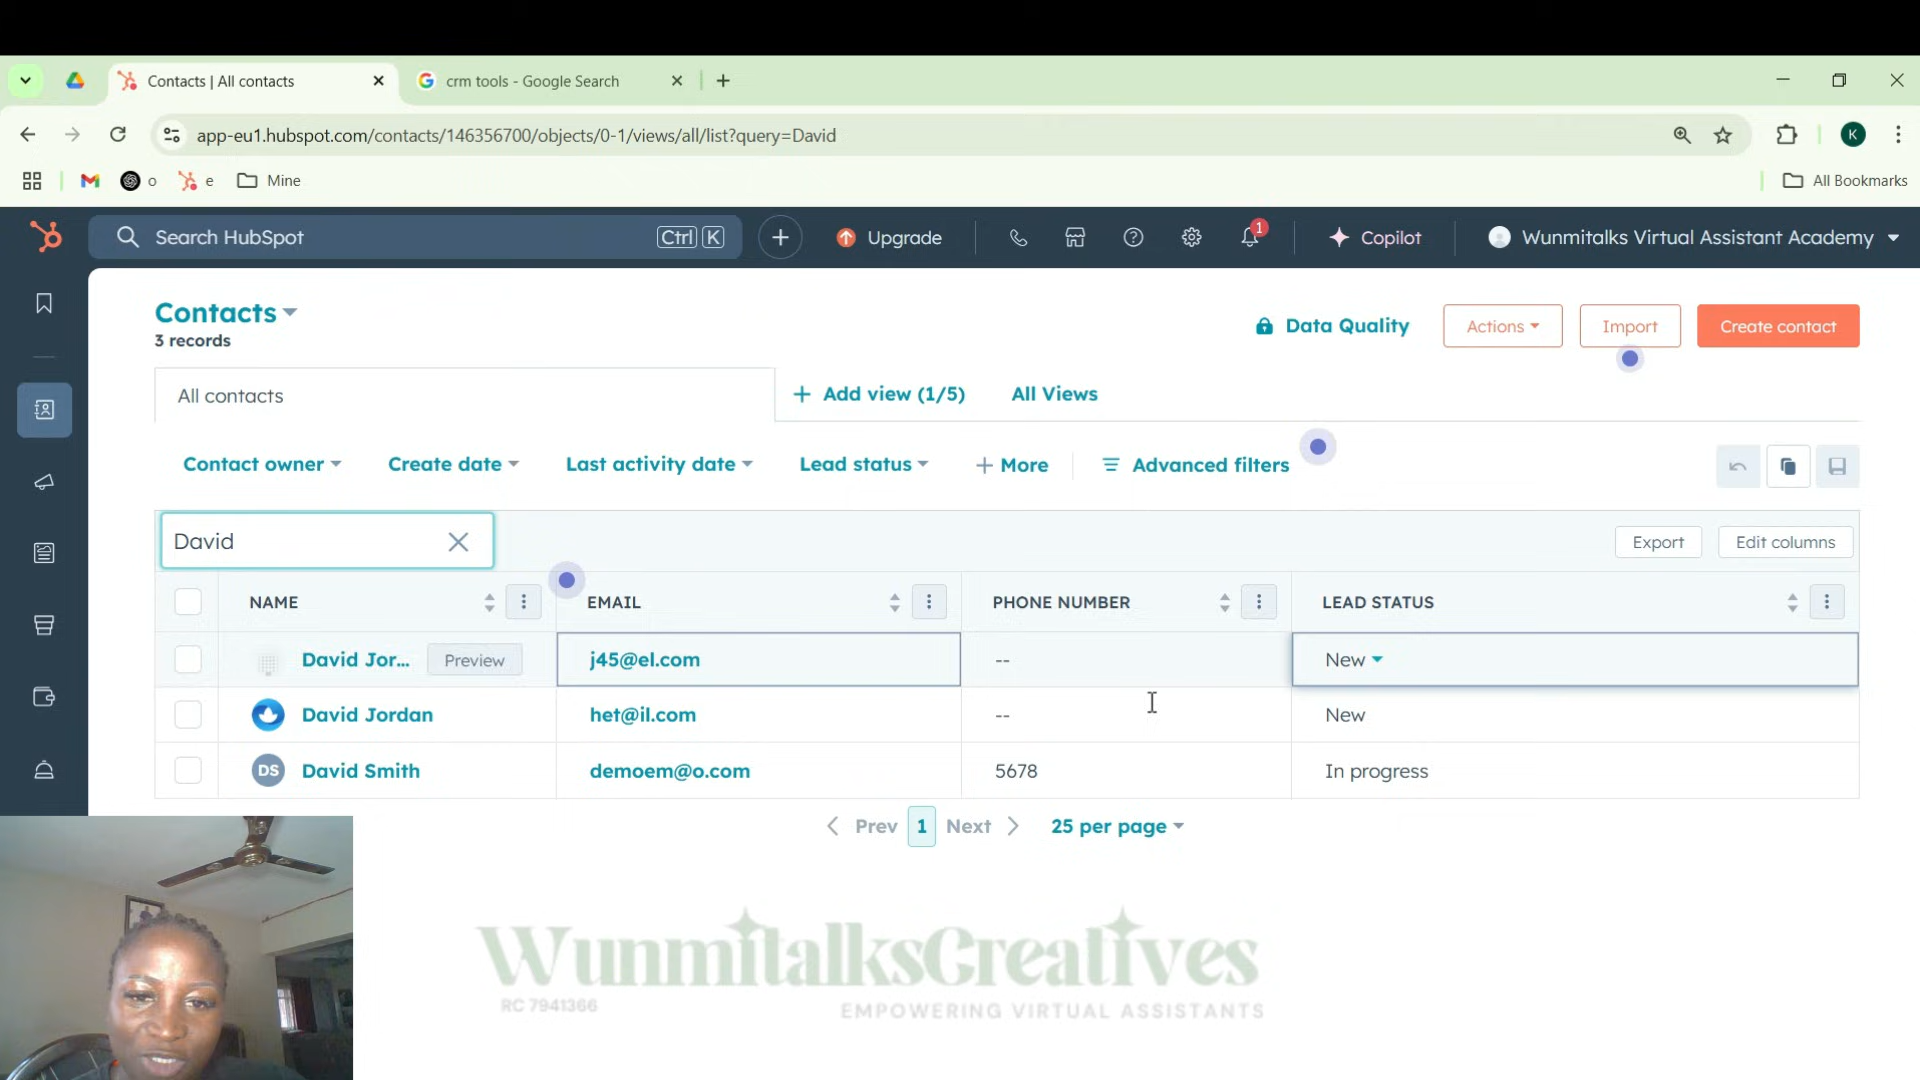 Contacts | All contacts
crm tools - Google Search
app-eu1.hubspot.com/contacts/146356700/objects/0-1/views/all/list?query=David
K
o
e
Mine
All Bookmarks
Search HubSpot
Ctrl K
Upgrade
1
Copilot
Wunmitalks Virtual Assistant Academy
Contacts
3 records
Data Quality
Actions
Import
Create contact
All contacts
Add view (1/5)
All Views
Contact owner
Create date
Last activity date
Lead status
More
Advanced filters
David
Export
Edit columns
NAME
EMAIL
PHONE NUMBER
LEAD STATUS
David Jor...
Preview
j45@el.com
--
New
David Jordan
het@il.com
--
New
DS
David Smith
demoem@o.com
5678
In progress
Prev
1
Next
25 per page
WunmitalksCreatives
RC 7941366
EMPOWERING VIRTUAL ASSISTANTS